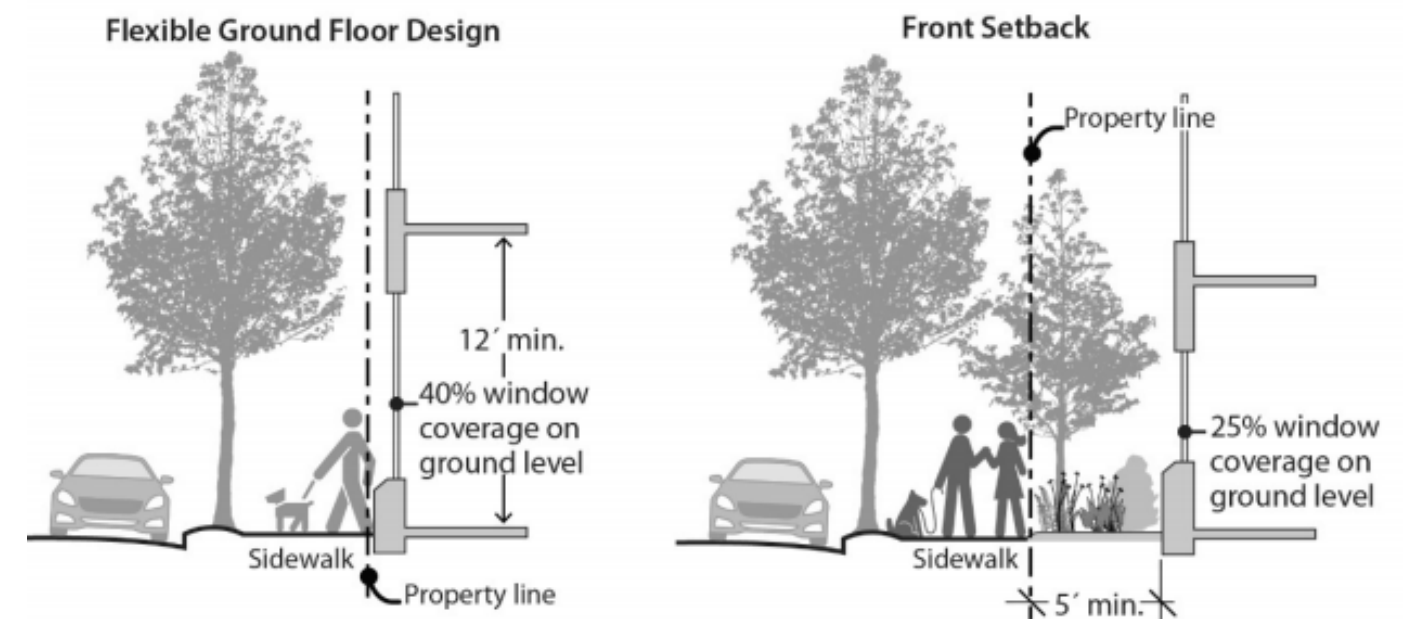 Flexible Ground Floor Design
12´ min.
40% window
coverage on
ground level
Sidewalk
Property line
Front Setback
Property line
25% window
coverage on
ground level
Sidewalk
5´ min.